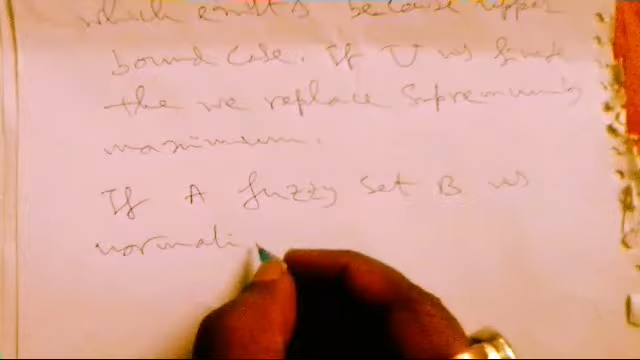 which exists because upper
bound case. If U is finite
the we replace Supremum by
maximum.
If A fuzzy set B is
normali